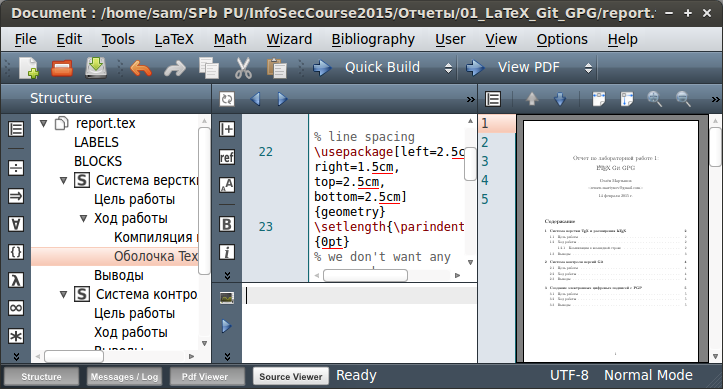 Document : /home/sam/SPb PU/InfoSecCourse2015/Отчеты/01_LaTeX_Git_GPG/report.
File Edit Tools LaTeX Math Wizard Bibliography User View Options Help
Quick Build View PDF
Structure
report.tex
LABELS
BLOCKS
Система верстк
Цель работы
Ход работы
Компиляция
Оболочка Tex
Выводы
Система контро
Цель работы
Ход работы
Выводы
ref
% line spacing
22 \usepackage[left=2.5c
right=1.5cm,
top=2.5cm,
bottom=2.5cm]
{geometry}
23 \setlength{\parindent
{0pt}
% we don't want any
1
2
3
4
5
Отчет по лабораторной работе 1.
LATEX Git GPG
Содержание
Structure Messages / Log Pdf Viewer Source Viewer Ready UTF-8 Normal Mode